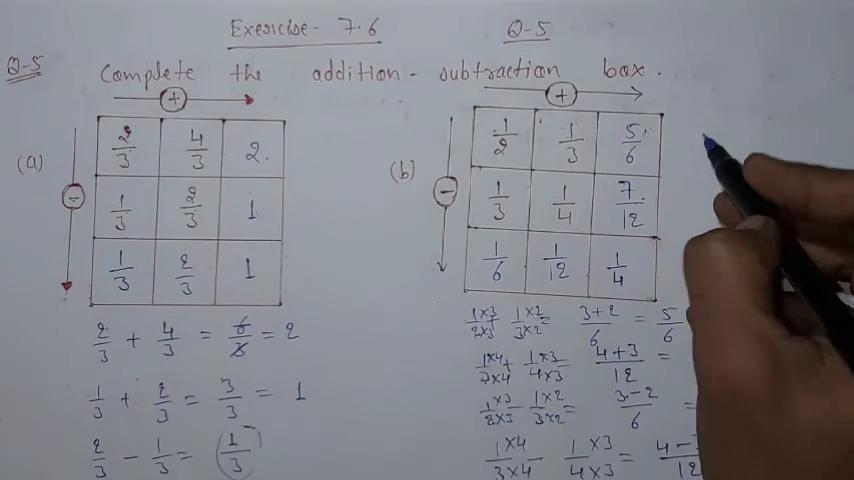 Exercise - 7.6
Q-5
Q-5
Complete the addition - subtraction box.
(a)
+
÷
2/3 4/3 2.
1/3 2/3 1
1/3 2/3 1
2/3 + 4/3 = 6/3 = 2
1/3 + 2/3 = 3/3 = 1
2/3 - 1/3 = 1/3
(b)
+
-
1/2 1/3 5/6
1/3 1/4 7/12
1/6 1/12 1/4
1×3/2×3 + 1×2/3×2 = 3+2/6 = 5/6
1×4/3×4 + 1×3/4×3 = 4+3/12 =
1×3/2×3 - 1×2/3×2 = 3-2/6 =
1×4/3×4 - 1×3/4×3 = 4-3/12